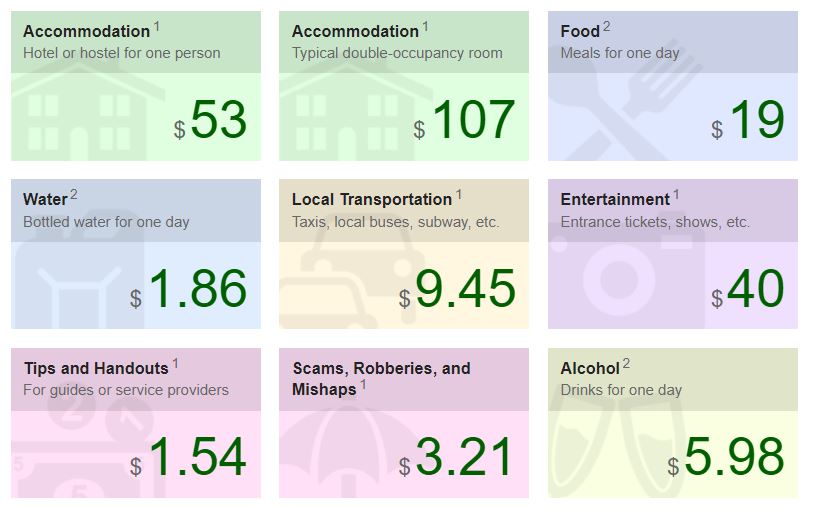 Accommodation 1
Hotel or hostel for one person
$ 53
Accommodation 1
Typical double-occupancy room
$ 107
Food 2
Meals for one day
$ 19
Water 2
Bottled water for one day
$ 1.86
Local Transportation 1
Taxis, local buses, subway, etc.
$ 9.45
Entertainment 1
Entrance tickets, shows, etc.
$ 40
Tips and Handouts 1
For guides or service providers
2
5
5
$ 1.54
Scams, Robberies, and
Mishaps 1
$ 3.21
Alcohol 2
Drinks for one day
$ 5.98